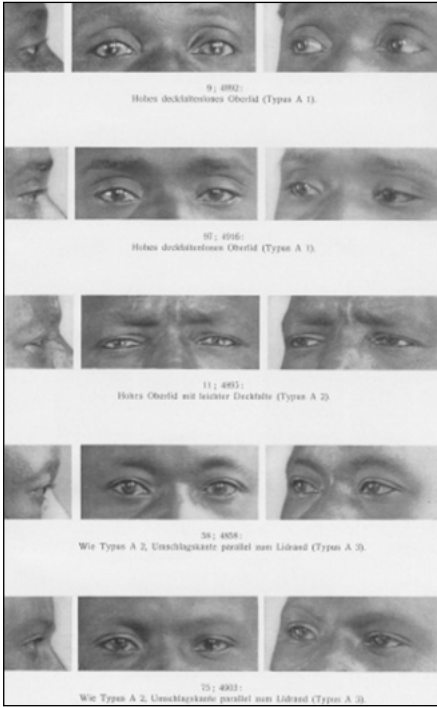 9; 4892:
Hohes deckfaltenloses Oberlid (Typus A 1).
97; 4916:
Hohes deckfaltenloses Oberlid (Typus A 1).
11; 4893:
Hohes Oberlid mit leichter Deckfalte (Typus A 2).
38; 4858:
Wie Typus A 2, Umschlagskante parallel zum Lidrand (Typus A 3).
75; 4903:
Wie Typus A 2, Umschlagskante parallel zum Lidrand (Typus A 3).